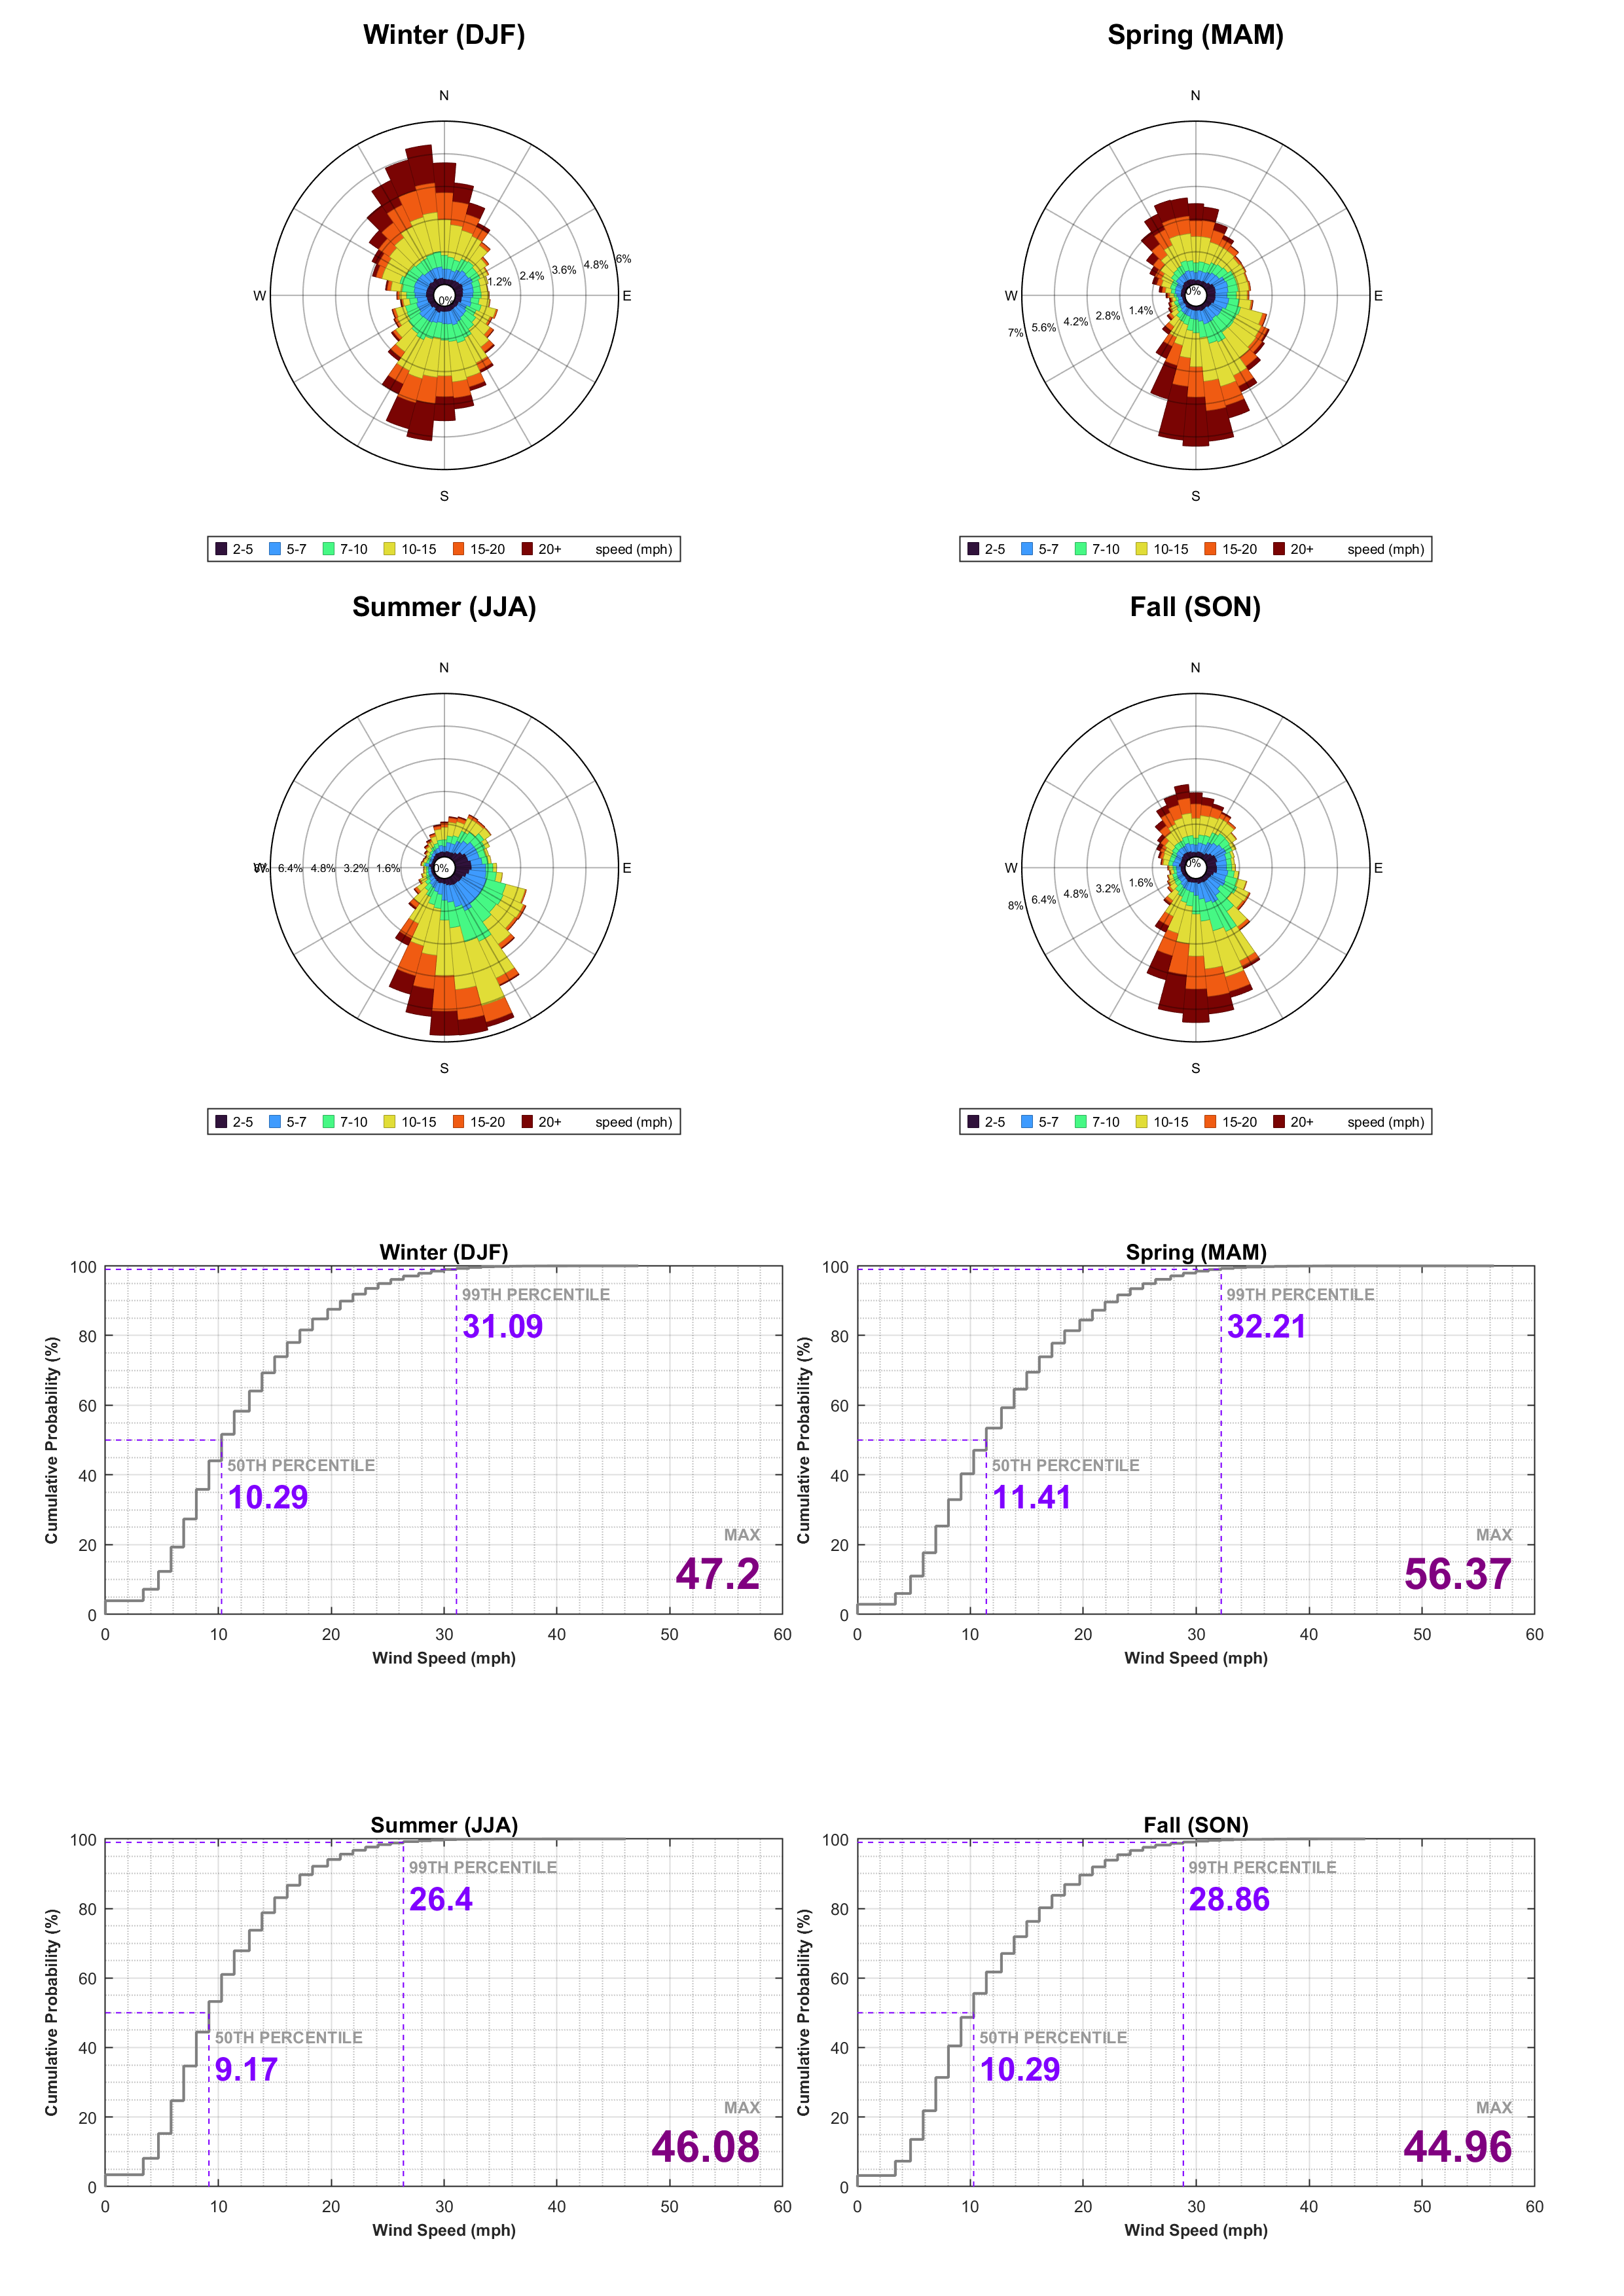 Winter (DJF)
N
6%
4.8%
3.6%
2.4%
1.2%
0%
W
E
S
2-5 5-7 7-10 10-15 15-20 20+ speed (mph)
Spring (MAM)
N
0%
W
E
1.4%
2.8%
4.2%
5.6%
7%
S
2-5 5-7 7-10 10-15 15-20 20+ speed (mph)
Summer (JJA)
N
W 8% 6.4% 4.8% 3.2% 1.6% 0% E
S
2-5 5-7 7-10 10-15 15-20 20+ speed (mph)
Fall (SON)
N
0%
W
E
1.6%
3.2%
4.8%
6.4%
8%
S
2-5 5-7 7-10 10-15 15-20 20+ speed (mph)
Winter (DJF)
Cumulative Probability (%)
100
80
60
40
20
0
99TH PERCENTILE
31.09
50TH PERCENTILE
10.29
MAX
47.2
0 10 20 30 40 50 60
Wind Speed (mph)
Spring (MAM)
Cumulative Probability (%)
100
80
60
40
20
0
99TH PERCENTILE
32.21
50TH PERCENTILE
11.41
MAX
56.37
0 10 20 30 40 50 60
Wind Speed (mph)
Summer (JJA)
Cumulative Probability (%)
100
80
60
40
20
0
99TH PERCENTILE
26.4
50TH PERCENTILE
9.17
MAX
46.08
0 10 20 30 40 50 60
Wind Speed (mph)
Fall (SON)
Cumulative Probability (%)
100
80
60
40
20
0
99TH PERCENTILE
28.86
50TH PERCENTILE
10.29
MAX
44.96
0 10 20 30 40 50 60
Wind Speed (mph)